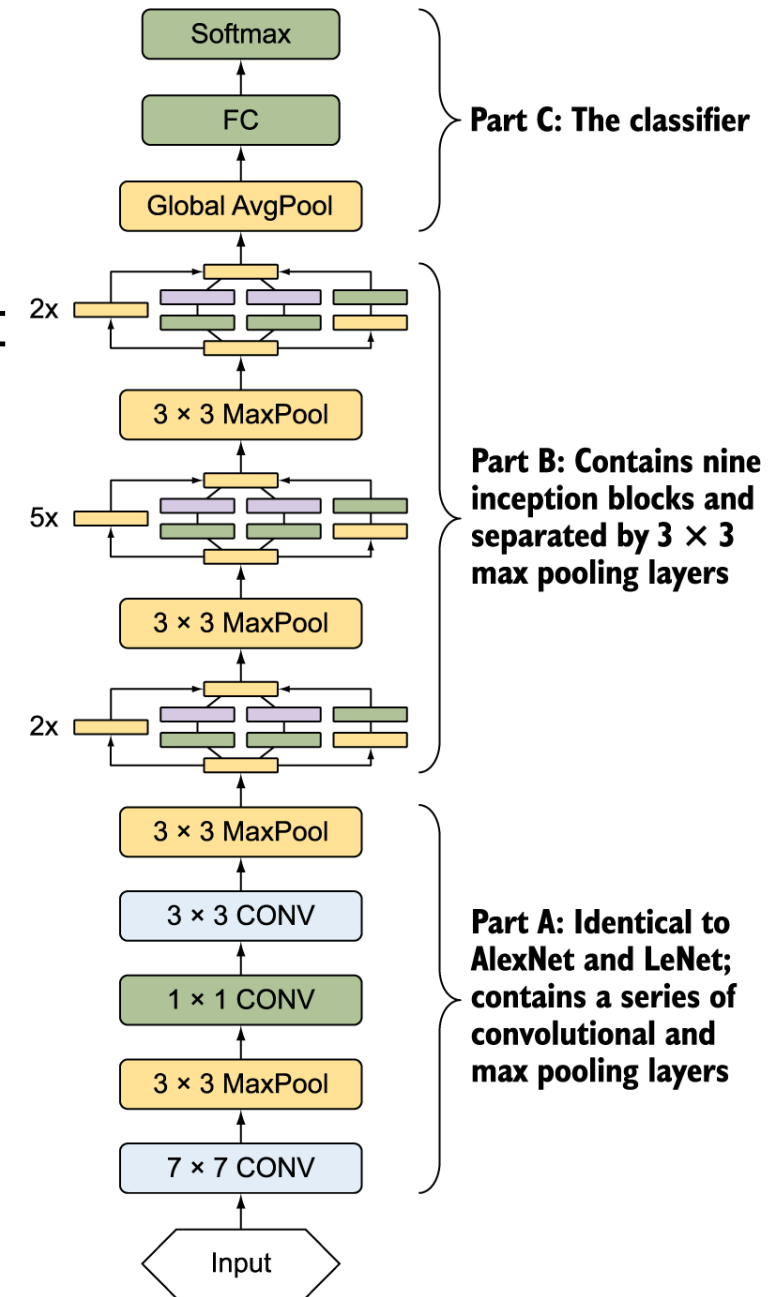 Softmax
FC
Global AvgPool
Part C: The classifier
2x
3 × 3 MaxPool
5x
3 × 3 MaxPool
2x
Part B: Contains nine
inception blocks and
separated by 3 × 3
max pooling layers
3 × 3 MaxPool
3 × 3 CONV
1 × 1 CONV
3 × 3 MaxPool
7 × 7 CONV
Input
Part A: Identical to
AlexNet and LeNet;
contains a series of
convolutional and
max pooling layers